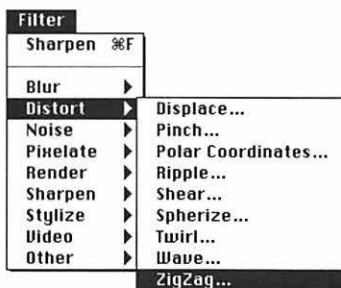 Filter
Sharpen ⌘F
Blur
Distort
Noise
Pixelate
Render
Sharpen
Stylize
Video
Other
Displace...
Pinch...
Polar Coordinates...
Ripple...
Shear...
Spherize...
Twirl...
Wave...
ZigZag...